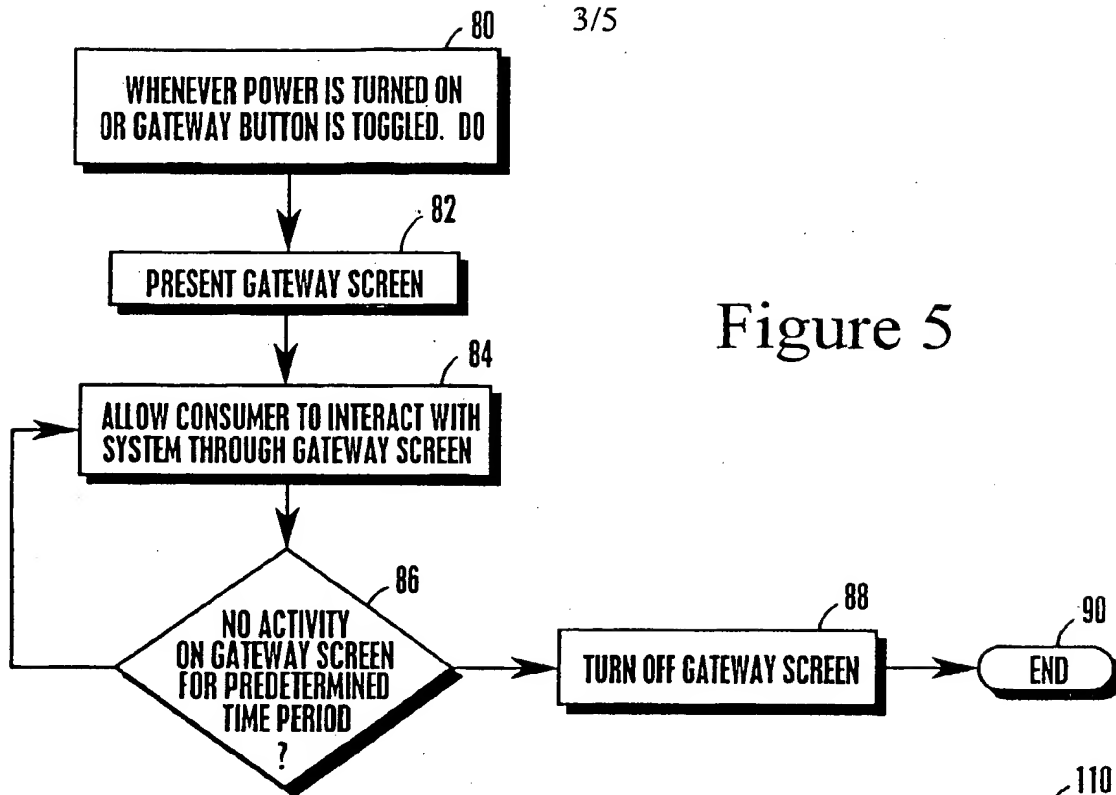 3/5
80
WHENEVER POWER IS TURNED ON
OR GATEWAY BUTTON IS TOGGLED. DO
82
PRESENT GATEWAY SCREEN
Figure 5
84
ALLOW CONSUMER TO INTERACT WITH
SYSTEM THROUGH GATEWAY SCREEN
86
NO ACTIVITY
ON GATEWAY SCREEN
FOR PREDETERMINED
TIME PERIOD
?
88
TURN OFF GATEWAY SCREEN
90
END
110